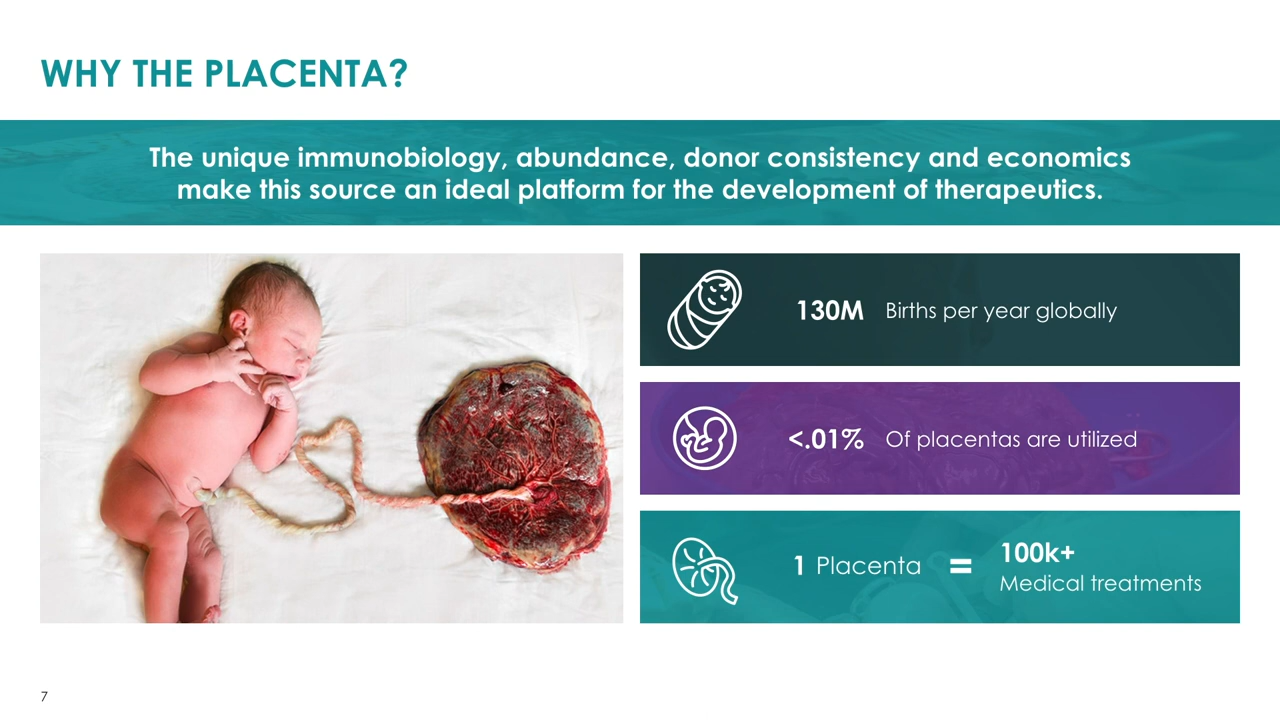 WHY THE PLACENTA?
The unique immunobiology, abundance, donor consistency and economics
make this source an ideal platform for the development of therapeutics.
130M Births per year globally
<.01% Of placentas are utilized
1 Placenta = 100k+
Medical treatments
7